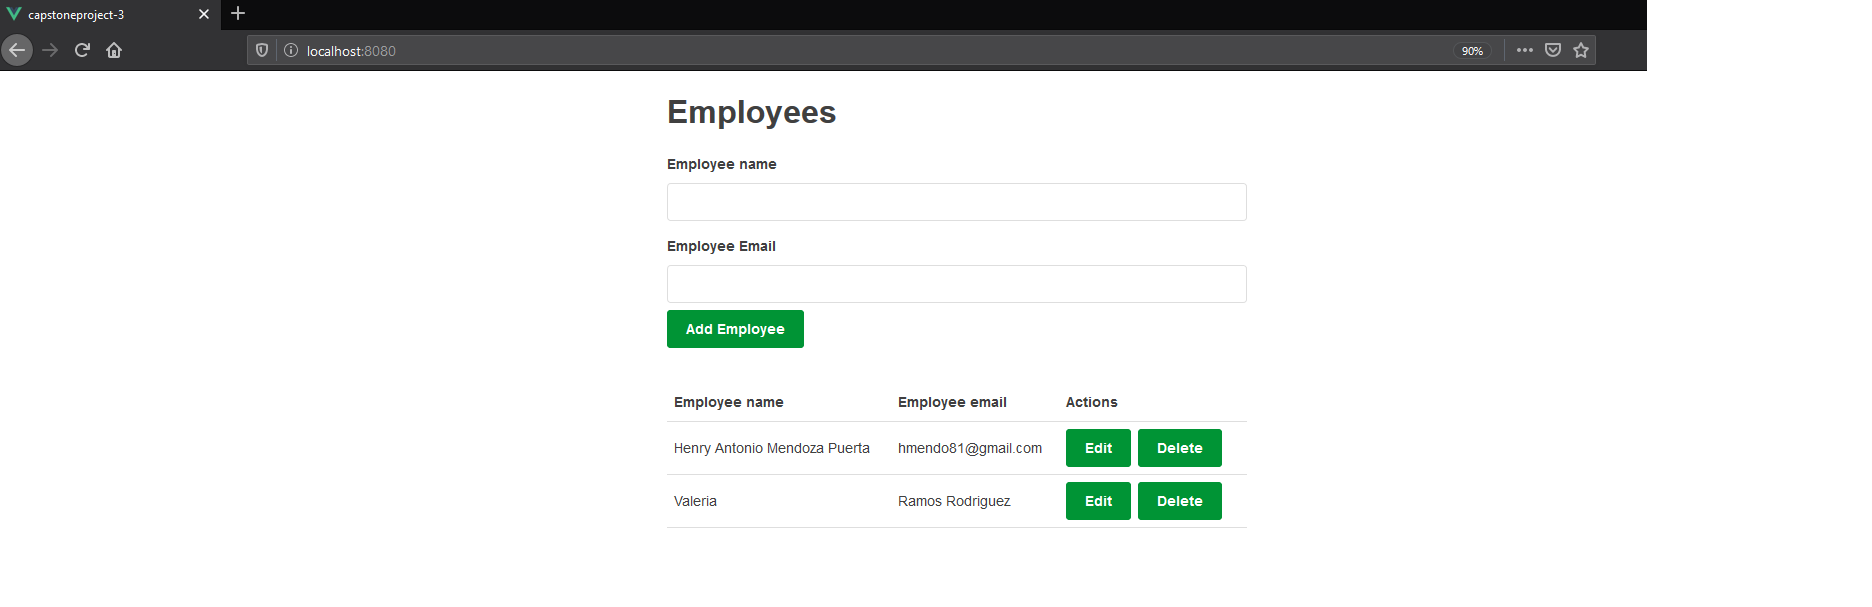 capstoneproject-3
localhost:8080
90%
Employees
Employee name
Employee Email
Add Employee
Employee name Employee email Actions
Henry Antonio Mendoza Puerta hmendo81@gmail.com Edit Delete
Valeria Ramos Rodriguez Edit Delete